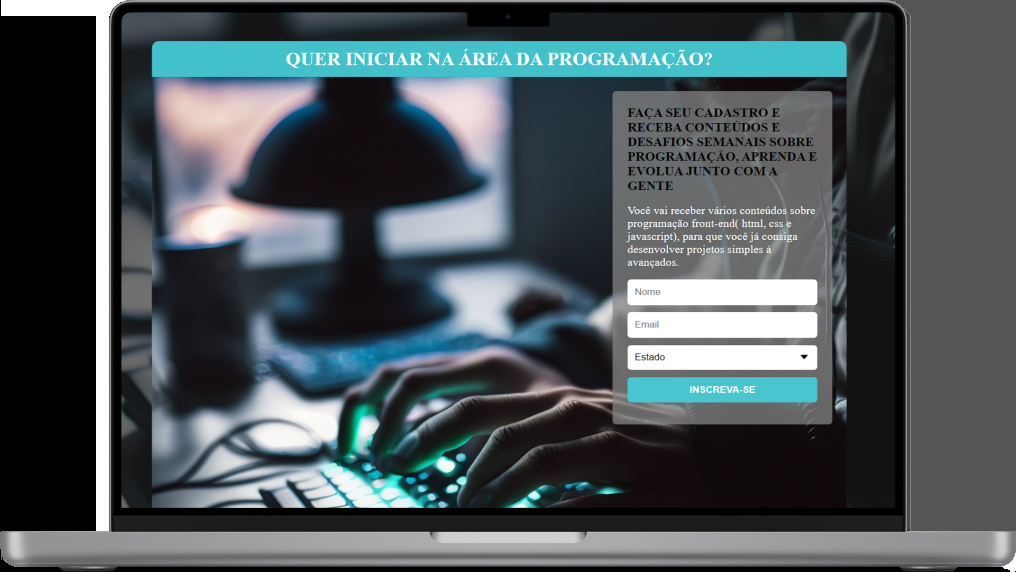 QUER INICIAR NA ÁREA DA PROGRAMAÇÃO?
FAÇA SEU CADASTRO E
RECEBA CONTEÚDOS E
DESAFIOS SEMANAIS SOBRE
PROGRAMAÇÃO, APRENDA E
EVOLUA JUNTO COM A
GENTE
Você vai receber vários conteúdos sobre
programação front-end( html, css e
javascript), para que você já consiga
desenvolver projetos simples á
avançados.
Nome
Email
Estado
INSCREVA-SE